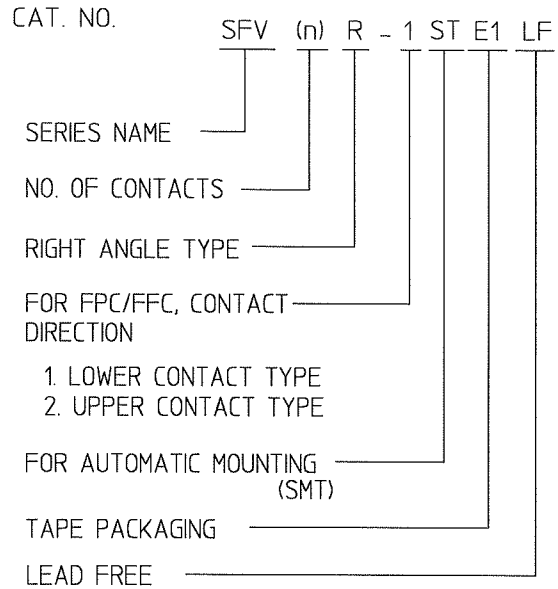 CAT. NO.
SFV (n) R - 1 ST E1 LF
SERIES NAME
NO. OF CONTACTS
RIGHT ANGLE TYPE
FOR FPC/FFC, CONTACT
DIRECTION
1. LOWER CONTACT TYPE
2. UPPER CONTACT TYPE
FOR AUTOMATIC MOUNTING
(SMT)
TAPE PACKAGING
LEAD FREE